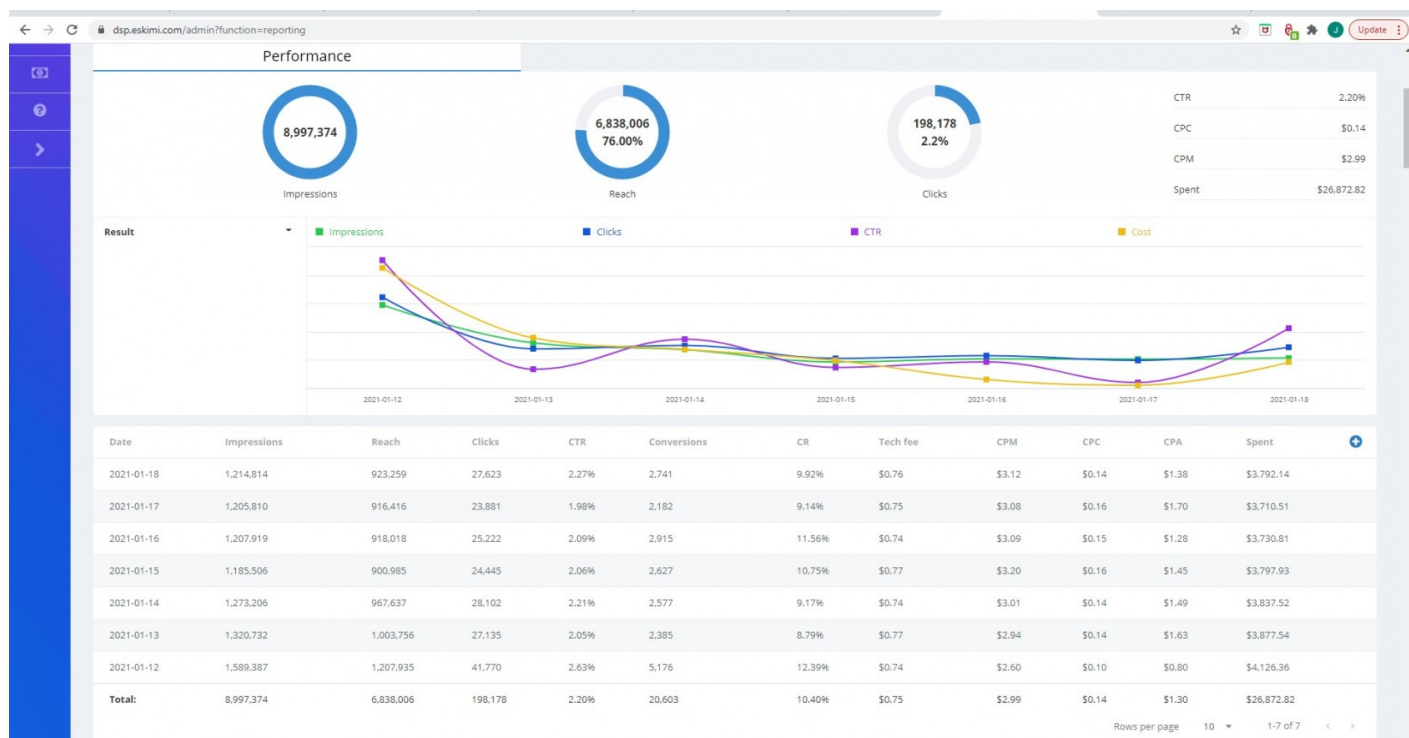 dsp.eskimi.com/admin?function=reporting
J
Update
Performance
8,997,374
Impressions
6,838,006
76.00%
Reach
198,178
2.2%
Clicks
CTR 2.20%
CPC $0.14
CPM $2.99
Spent $26,872.82
Result
Impressions Clicks CTR Cost
2021-01-12 2021-01-13 2021-01-14 2021-01-15 2021-01-16 2021-01-17 2021-01-18
Date Impressions Reach Clicks CTR Conversions CR Tech fee CPM CPC CPA Spent
2021-01-18 1,214,814 923,259 27,623 2.27% 2,741 9.92% $0.76 $3.12 $0.14 $1.38 $3,792.14
2021-01-17 1,205,810 916,416 23,881 1.98% 2,182 9.14% $0.75 $3.08 $0.16 $1.70 $3,710.51
2021-01-16 1,207,919 918,018 25,222 2.09% 2,915 11.56% $0.74 $3.09 $0.15 $1.28 $3,730.81
2021-01-15 1,185,506 900,985 24,445 2.06% 2,627 10.75% $0.77 $3.20 $0.16 $1.45 $3,797.93
2021-01-14 1,273,206 967,637 28,102 2.21% 2,577 9.17% $0.74 $3.01 $0.14 $1.49 $3,837.52
2021-01-13 1,320,732 1,003,756 27,135 2.05% 2,385 8.79% $0.77 $2.94 $0.14 $1.63 $3,877.54
2021-01-12 1,589,387 1,207,935 41,770 2.63% 5,176 12.39% $0.74 $2.60 $0.10 $0.80 $4,126.36
Total: 8,997,374 6,838,006 198,178 2.20% 20,603 10.40% $0.75 $2.99 $0.14 $1.30 $26,872.82
Rows per page 10 1-7 of 7